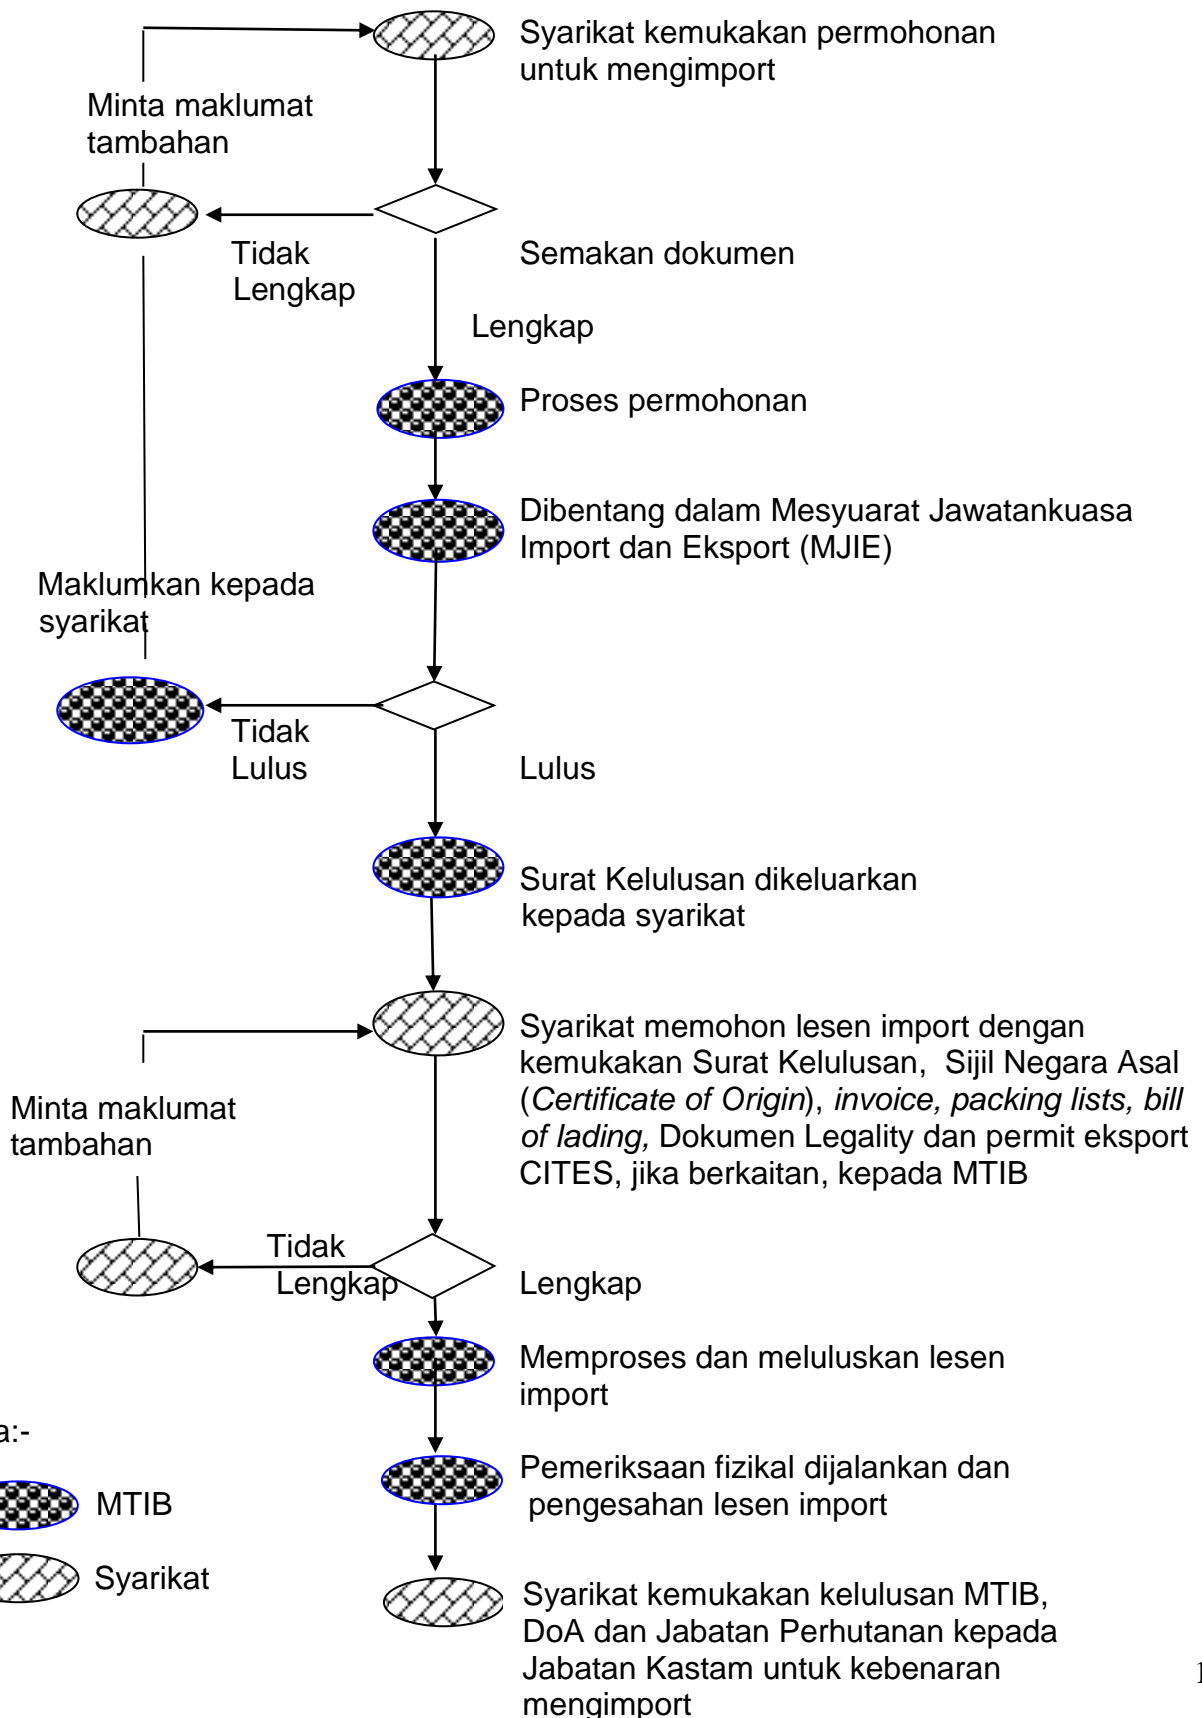 Syarikat kemukakan permohonan
untuk mengimport
Minta maklumat
tambahan
Tidak
Lengkap
Semakan dokumen
Lengkap
Proses permohonan
Dibentang dalam Mesyuarat Jawatankuasa
Import dan Eksport (MJIE)
Maklumkan kepada
syarikat
Tidak
Lulus
Lulus
Surat Kelulusan dikeluarkan
kepada syarikat
Syarikat memohon lesen import dengan
kemukakan Surat Kelulusan, Sijil Negara Asal
(Certificate of Origin), invoice, packing lists, bill
of lading, Dokumen Legality dan permit eksport
CITES, jika berkaitan, kepada MTIB
Minta maklumat
tambahan
Tidak
Lengkap
Lengkap
Memproses dan meluluskan lesen
import
Pemeriksaan fizikal dijalankan dan
pengesahan lesen import
a:-
MTIB
Syarikat
Syarikat kemukakan kelulusan MTIB,
DoA dan Jabatan Perhutanan kepada
Jabatan Kastam untuk kebenaran
mengimport
1